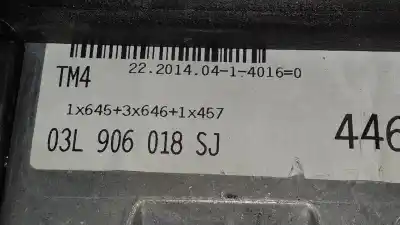 22.2014.04-1-4016=0
TM4
1x645+3x646+1x457
446
03L 906 018 SJ